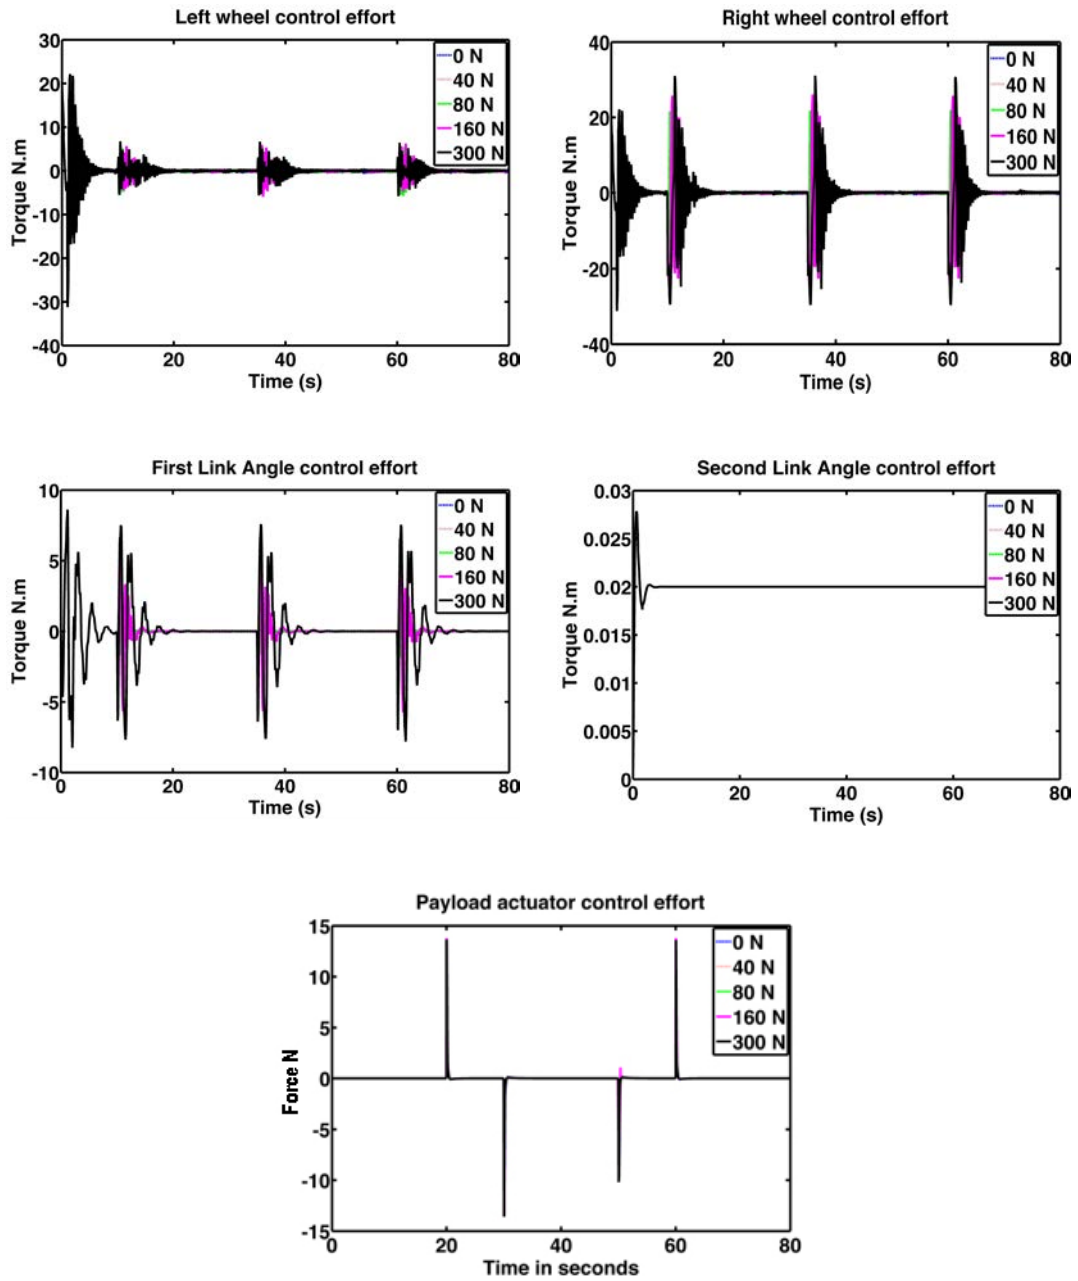 Left wheel control effort
30
20
10
0
-10
-20
-30
-40
Torque N.m
0 20 40 60 80
Time (s)
0 N
40 N
80 N
160 N
300 N
Right wheel control effort
40
20
0
-20
-40
Torque N.m
0 20 40 60 80
Time (s)
0 N
40 N
80 N
160 N
300 N
First Link Angle control effort
10
5
0
-5
-10
Torque N.m
0 20 40 60 80
Time (s)
0 N
40 N
80 N
160 N
300 N
Second Link Angle control effort
0.03
0.025
0.02
0.015
0.01
0.005
0
Torque N.m
0 20 40 60 80
Time (s)
0 N
40 N
80 N
160 N
300 N
Payload actuator control effort
15
10
5
0
-5
-10
-15
Force N
0 20 40 60 80
Time in seconds
0 N
40 N
80 N
160 N
300 N